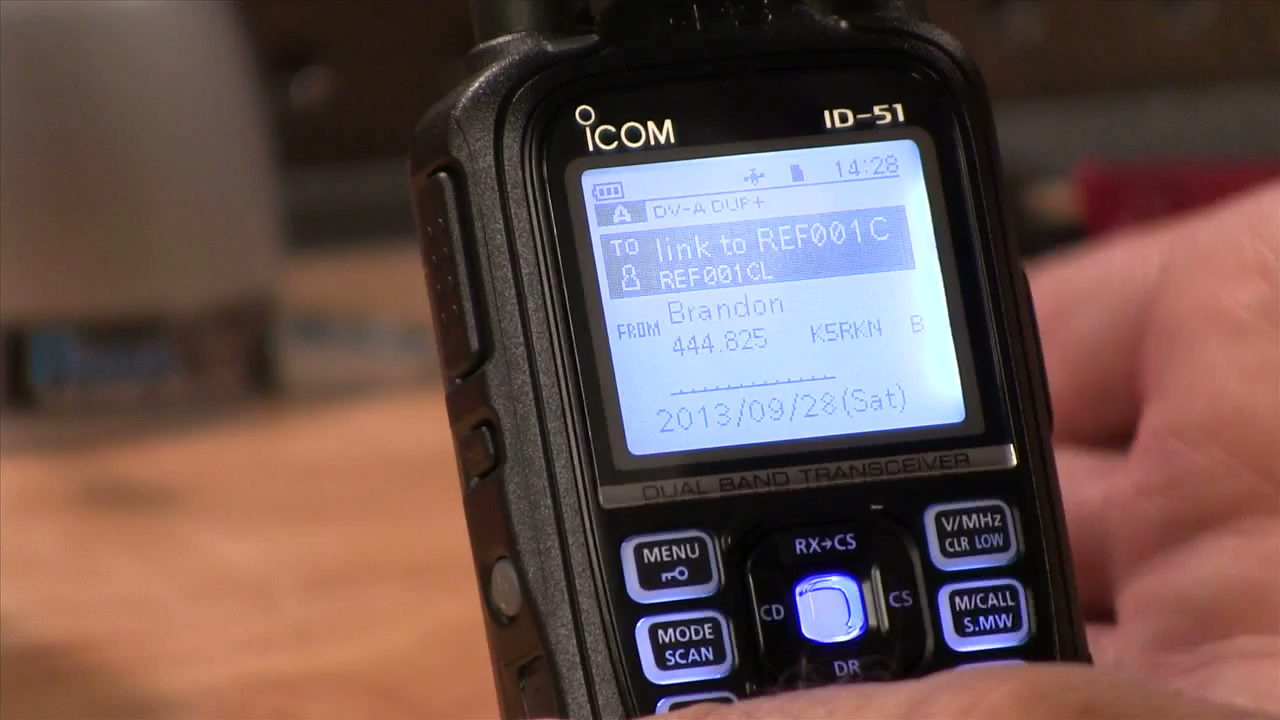 ICOM ID-51
14:28
A DV-A DUP+
TO link to REF001 C
REF001CL
FROM Brandon
444.825 K5RKN B
2013/09/28(Sat)
DUAL BAND TRANSCEIVER
MENU RX→CS V/MHz
CLR LOW
CD CS
MODE
SCAN
M/CALL
S.MW
DR